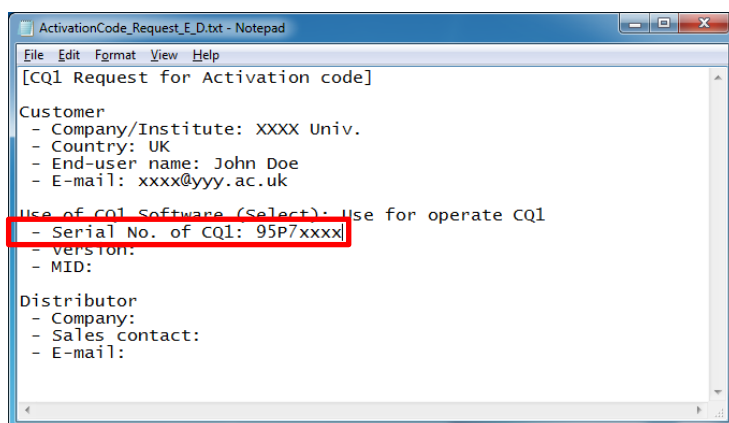 ActivationCode_Request_E_D.txt - Notepad
File Edit Format View Help
[CQ1 Request for Activation code]
Customer
- Company/Institute: XXXX Univ.
- Country: UK
- End-user name: John Doe
- E-mail: xxxx@yyy.ac.uk
Use of CQ1 Software (Select): Use for operate CQ1
- Serial No. of CQ1: 95P7xxxx
- Version:
- MID:
Distributor
- Company:
- Sales contact:
- E-mail: